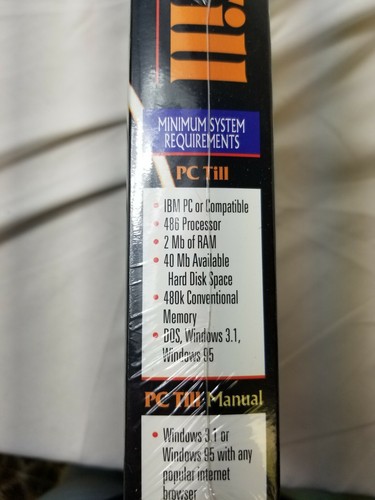 Till
MINIMUM SYSTEM
REQUIREMENTS
PC Till
• IBM PC or Compatible
• 486 Processor
• 2 Mb of RAM
• 40 Mb Available
Hard Disk Space
• 480k Conventional
Memory
• DOS, Windows 3.1,
Windows 95
PC Till Manual
• Windows 3.1 or
Windows 95 with any
popular internet
browser